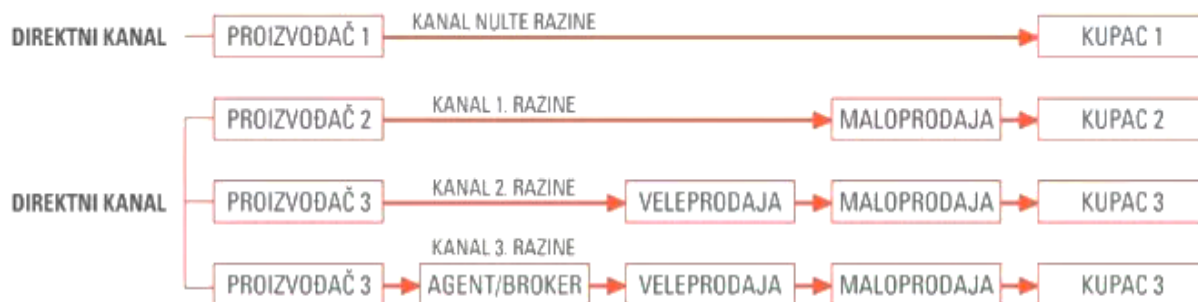 KANAL NULTE RAZINE
DIREKTNI KANAL PROIZVOĐAČ 1 KUPAC 1
KANAL 1. RAZINE
PROIZVOĐAČ 2 MALOPRODAJA KUPAC 2
KANAL 2. RAZINE
DIREKTNI KANAL PROIZVOĐAČ 3 VELEPRODAJA MALOPRODAJA KUPAC 3
KANAL 3. RAZINE
PROIZVOĐAČ 3 AGENT/BROKER VELEPRODAJA MALOPRODAJA KUPAC 3